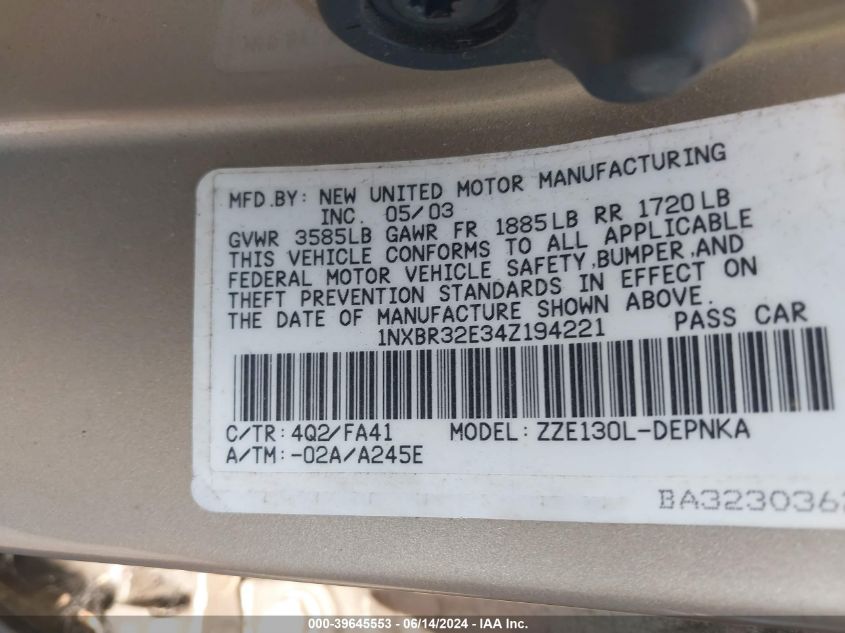 MFD.BY: NEW UNITED MOTOR MANUFACTURING
INC. 05/03
GVWR 3585LB GAWR FR 1885LB RR 1720LB
THIS VEHICLE CONFORMS TO ALL APPLICABLE
FEDERAL MOTOR VEHICLE SAFETY,BUMPER,AND
THEFT PREVENTION STANDARDS IN EFFECT ON
THE DATE OF MANUFACTURE SHOWN ABOVE.
1NXBR32E34Z194221 PASS CAR
C/TR: 4Q2/FA41 MODEL: ZZE130L-DEPNKA
A/TM: -02A/A245E
BA3230362
000-39645553 - 06/14/2024 - IAA Inc.